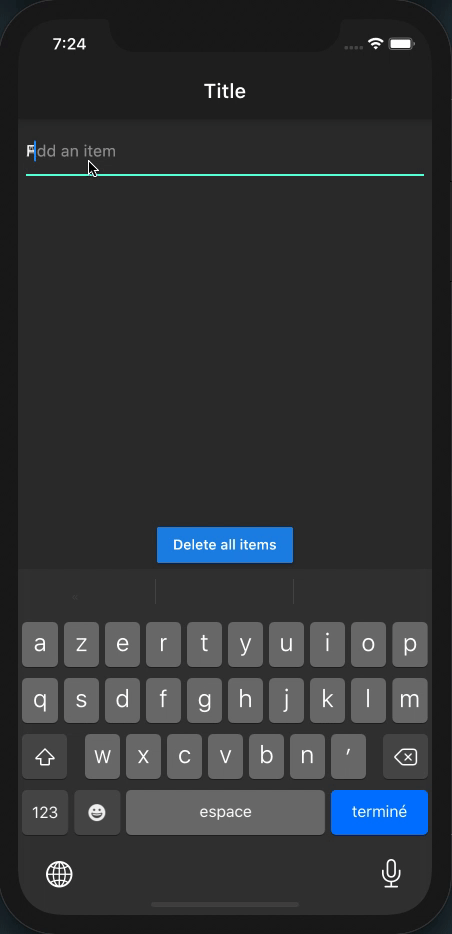 7:24
Title
Add an item
Delete all items
a z e r t y u i o p
q s d f g h j k l m
w x c v b n ’
123 espace terminé